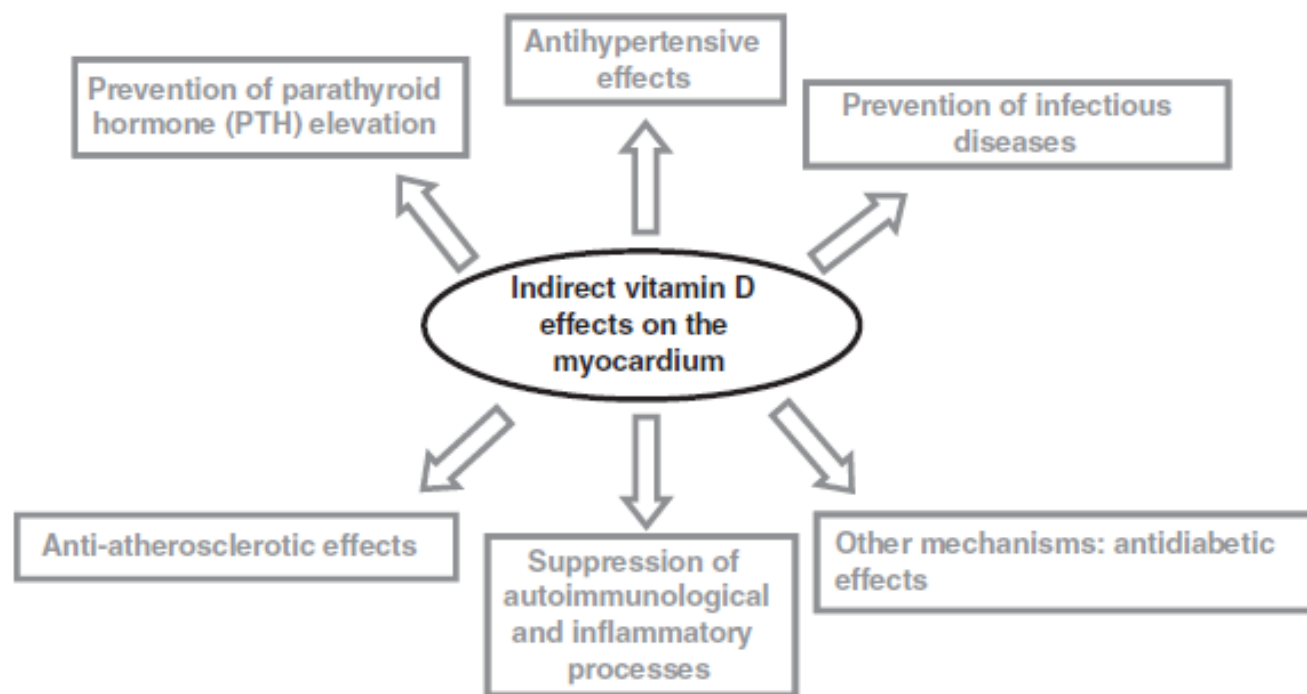 Antihypertensive
effects
Prevention of parathyroid
hormone (PTH) elevation
Prevention of infectious
diseases
Indirect vitamin D
effects on the
myocardium
Anti-atherosclerotic effects
Suppression of
autoimmunological
and inflammatory
processes
Other mechanisms: antidiabetic
effects